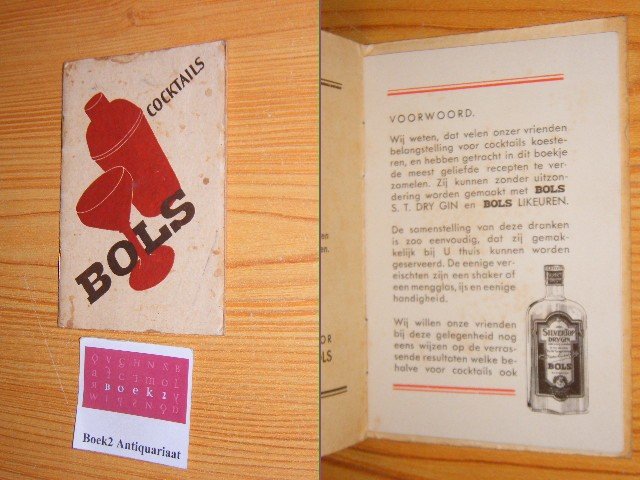 COCKTAILS
BOLS
B o e k 2
Boek2 Antiquariaat
VOORWOORD.
Wij weten, dat velen onzer vrienden
belangstelling voor cocktails koeste-
ren, en hebben getracht in dit boekje
de meest geliefde recepten te ver-
zamelen. Zij kunnen zonder uitzon-
dering worden gemaakt met BOLS
S. T. DRY GIN en BOLS LIKEUREN.
De samenstelling van deze dranken
is zoo eenvoudig, dat zij gemak-
kelijk bij U thuis kunnen worden
geserveerd. De eenige ver-
eischten zijn een shaker of
een mengglas, ijs en eenige
handigheid.
Wij willen onze vrienden
bij deze gelegenheid nog
eens wijzen op de verras-
sende resultaten welke be-
halve voor cocktails ook
SILVERTOP
DRY GIN
BOLS